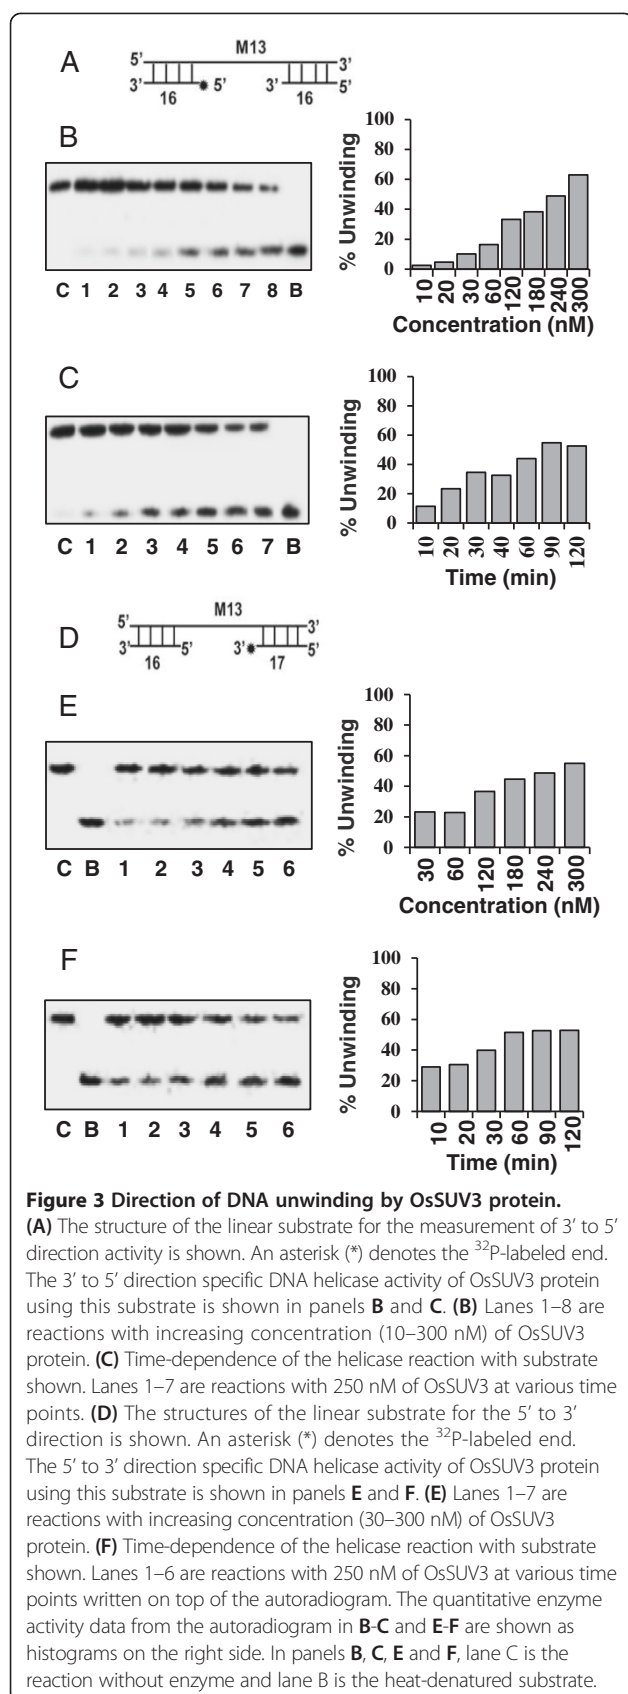 A
M13
5’ 3’
3’ * 5’ 3’ 5’
16 16
B
C 1 2 3 4 5 6 7 8 B
% Unwinding
100
80
60
40
20
0
10 20 30 60 120 180 240 300
Concentration (nM)
C
C 1 2 3 4 5 6 7 B
% Unwinding
100
80
60
40
20
0
10 20 30 40 60 90 120
Time (min)
D
M13
5’ 3’
3’ 5’ 3’ * 5’
16 17
E
C B 1 2 3 4 5 6
% Unwinding
100
80
60
40
20
0
30 60 120 180 240 300
Concentration (nM)
F
C B 1 2 3 4 5 6
% Unwinding
100
80
60
40
20
0
10 20 30 60 90 120
Time (min)
Figure 3 Direction of DNA unwinding by OsSUV3 protein.
(A) The structure of the linear substrate for the measurement of 3’ to 5’
direction activity is shown. An asterisk (*) denotes the 32P-labeled end.
The 3’ to 5’ direction specific DNA helicase activity of OsSUV3 protein
using this substrate is shown in panels B and C. (B) Lanes 1–8 are
reactions with increasing concentration (10–300 nM) of OsSUV3
protein. (C) Time-dependence of the helicase reaction with substrate
shown. Lanes 1–7 are reactions with 250 nM of OsSUV3 at various time
points. (D) The structures of the linear substrate for the 5’ to 3’
direction is shown. An asterisk (*) denotes the 32P-labeled end.
The 5’ to 3’ direction specific DNA helicase activity of OsSUV3 protein
using this substrate is shown in panels E and F. (E) Lanes 1–7 are
reactions with increasing concentration (30–300 nM) of OsSUV3
protein. (F) Time-dependence of the helicase reaction with substrate
shown. Lanes 1–6 are reactions with 250 nM of OsSUV3 at various time
points written on top of the autoradiogram. The quantitative enzyme
activity data from the autoradiogram in B-C and E-F are shown as
histograms on the right side. In panels B, C, E and F, lane C is the
reaction without enzyme and lane B is the heat-denatured substrate.